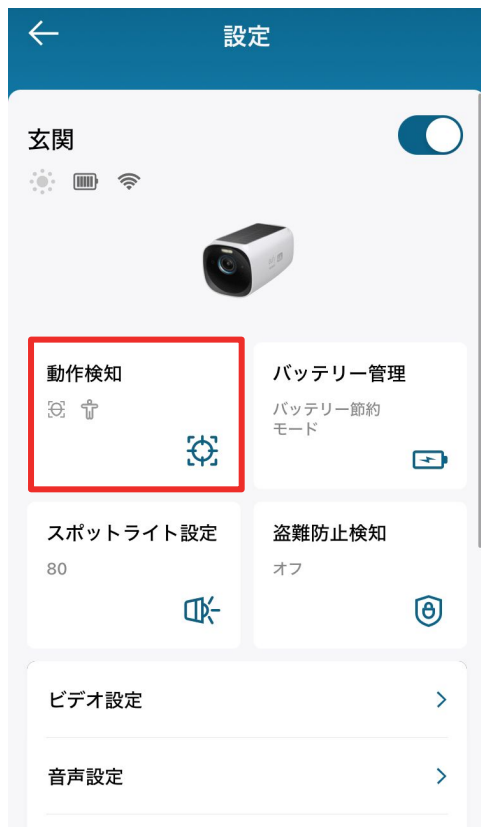 設定
玄関
動作検知
バッテリー管理
バッテリー節約
モード
スポットライト設定
80
盗難防止検知
オフ
ビデオ設定
音声設定